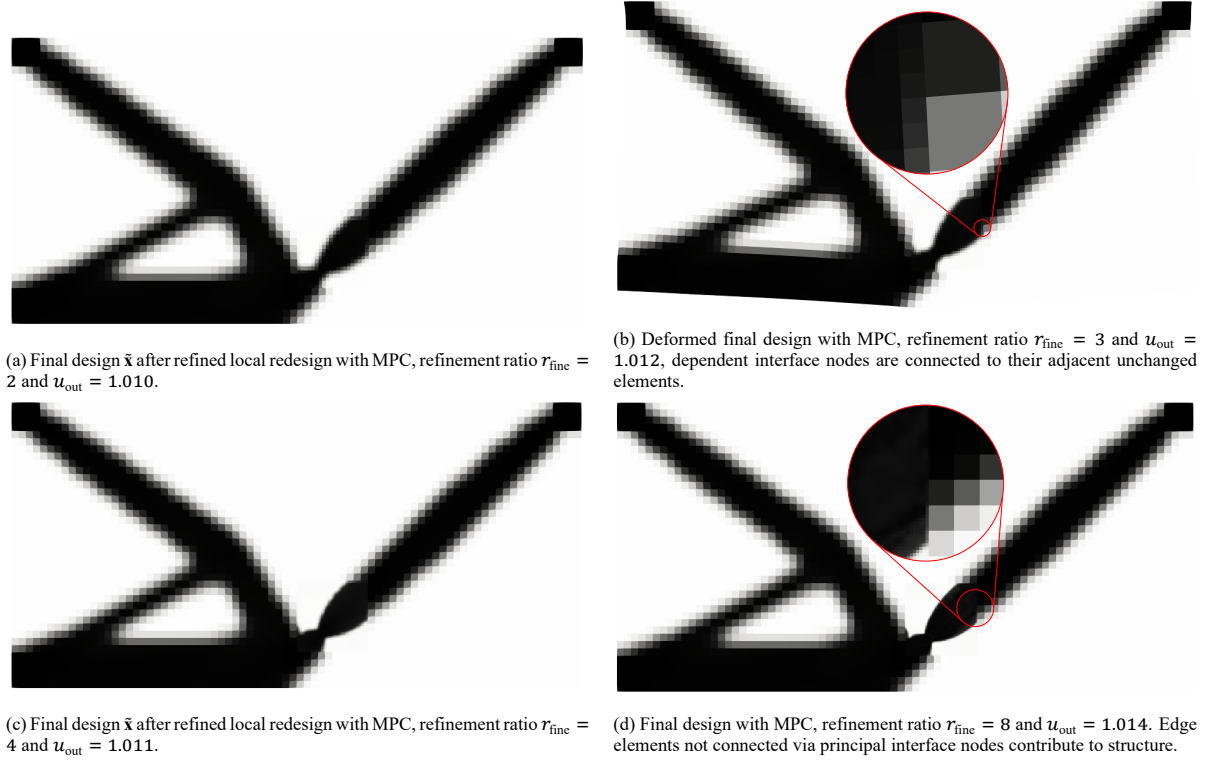 (a) Final design x̃ after refined local redesign with MPC, refinement ratio r_fine =
2 and u_out = 1.010.
(b) Deformed final design with MPC, refinement ratio r_fine = 3 and u_out =
1.012, dependent interface nodes are connected to their adjacent unchanged
elements.
(c) Final design x̃ after refined local redesign with MPC, refinement ratio r_fine =
4 and u_out = 1.011.
(d) Final design with MPC, refinement ratio r_fine = 8 and u_out = 1.014. Edge
elements not connected via principal interface nodes contribute to structure.